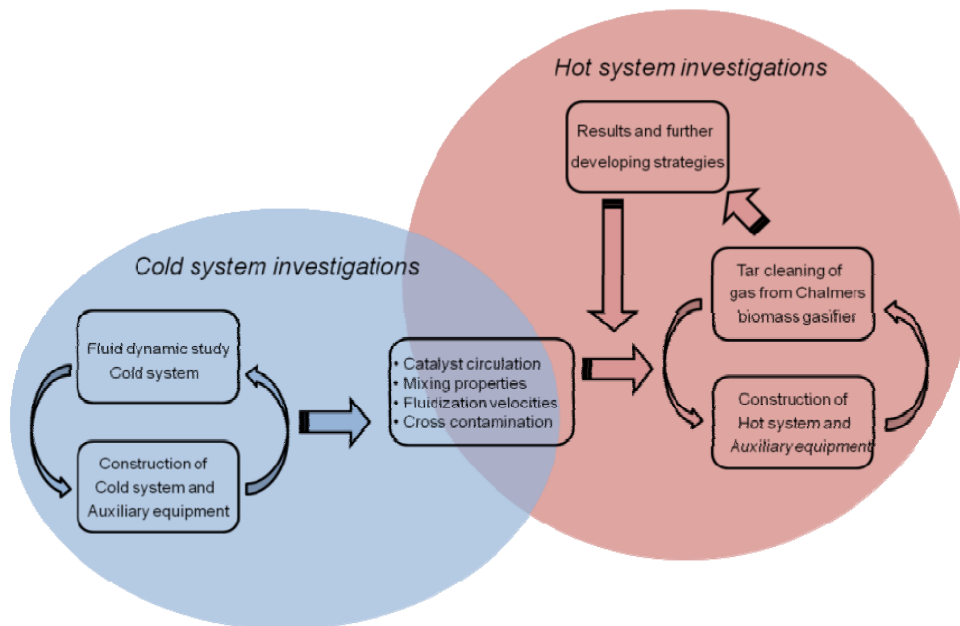 Hot system investigations
Results and further
developing strategies
Cold system investigations
Tar cleaning of
gas from Chalmers
biomass gasifier
Fluid dynamic study
Cold system
• Catalyst circulation
• Mixing properties
• Fluidization velocities
• Cross contamination
Construction of
Hot system and
Auxiliary equipment
Construction of
Cold system and
Auxiliary equipment